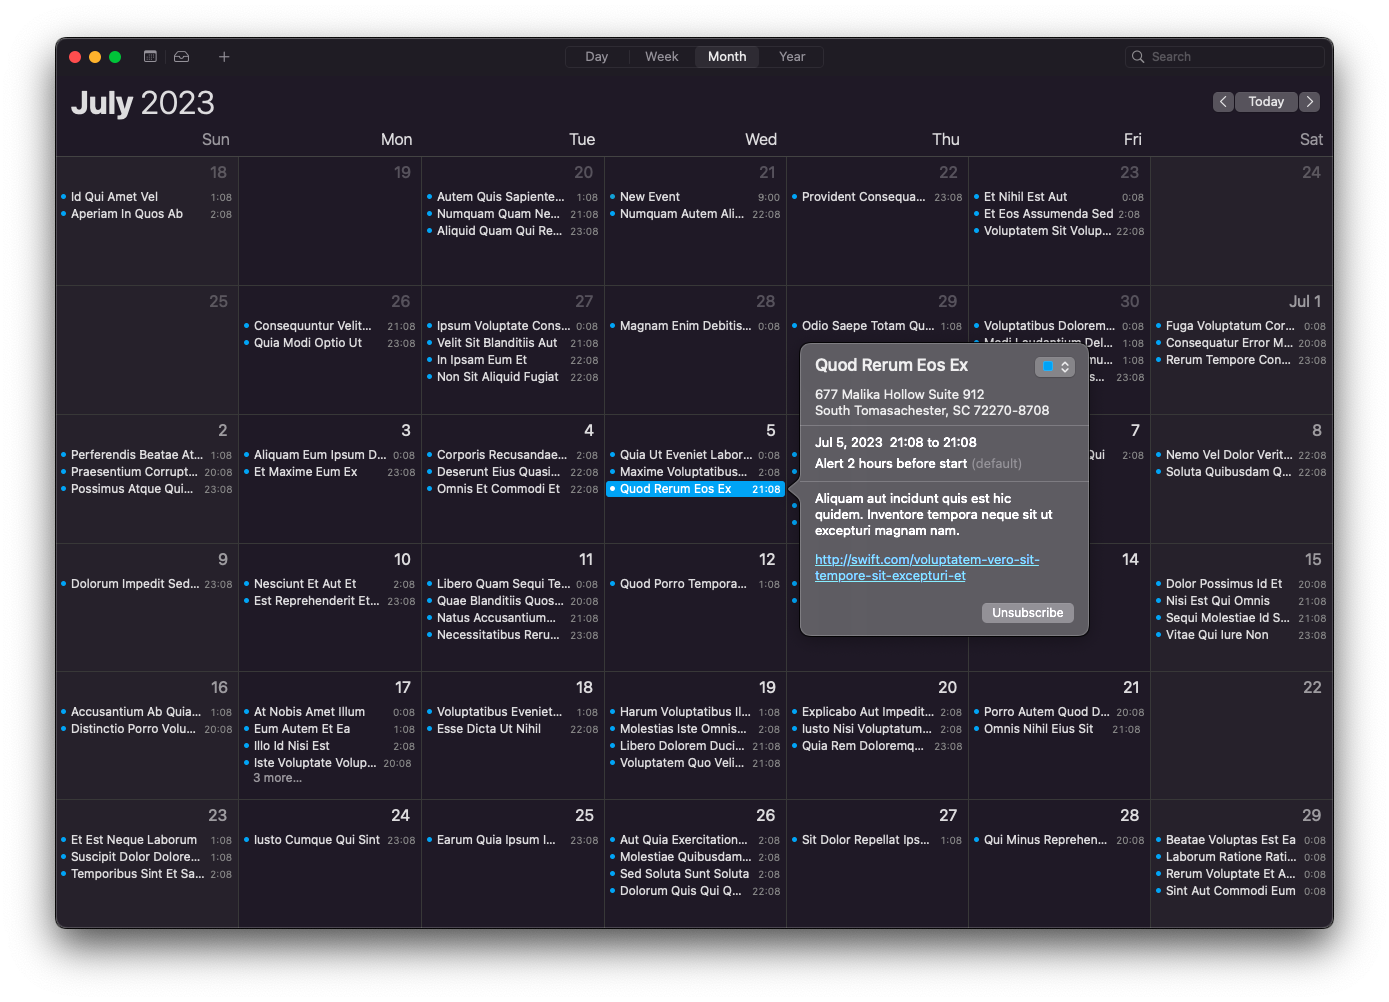 Day Week Month Year
Search
July 2023
Today
Sun Mon Tue Wed Thu Fri Sat
18 19 20 21 22 23 24
Id Qui Amet Vel 1:08
Aperiam In Quos Ab 2:08
Autem Quis Sapiente... 1:08
Numquam Quam Ne... 21:08
Aliquid Quam Qui Re... 23:08
New Event 9:00
Numquam Autem Ali... 22:08
Provident Consequa... 23:08
Et Nihil Est Aut 0:08
Et Eos Assumenda Sed 2:08
Voluptatem Sit Volup... 22:08
25 26 27 28 29 30 Jul 1
Consequuntur Velit... 21:08
Quia Modi Optio Ut 23:08
Ipsum Voluptate Cons... 0:08
Velit Sit Blanditiis Aut 21:08
In Ipsam Eum Et 22:08
Non Sit Aliquid Fugiat 22:08
Magnam Enim Debitis... 0:08
Odio Saepe Totam Qu... 1:08
Voluptatibus Dolorem... 0:08
1:08
1:08
23:08
Fuga Voluptatum Cor... 0:08
Consequatur Error M... 20:08
Rerum Tempore Con... 23:08
2 3 4 5 7 8
Perferendis Beatae At... 1:08
Praesentium Corrupt... 20:08
Possimus Atque Qui... 23:08
Aliquam Eum Ipsum D... 0:08
Et Maxime Eum Ex 23:08
Corporis Recusandae... 2:08
Deserunt Eius Quasi... 22:08
Omnis Et Commodi Et 22:08
Quia Ut Eveniet Labor... 0:08
Maxime Voluptatibus... 2:08
Quod Rerum Eos Ex 21:08
Qui 2:08
Nemo Vel Dolor Verit... 22:08
Soluta Quibusdam Q... 22:08
Quod Rerum Eos Ex
677 Malika Hollow Suite 912
South Tomasachester, SC 72270-8708
Jul 5, 2023 21:08 to 21:08
Alert 2 hours before start (default)
Aliquam aut incidunt quis est hic
quidem. Inventore tempora neque sit ut
excepturi magnam nam.
http://swift.com/voluptatem-vero-sit-
tempore-sit-excepturi-et
Unsubscribe
9 10 11 12 14 15
Dolorum Impedit Sed... 23:08
Nesciunt Et Aut Et 2:08
Est Reprehenderit Et... 23:08
Libero Quam Sequi Te... 0:08
Quae Blanditiis Quos... 20:08
Natus Accusantium... 21:08
Necessitatibus Reru... 23:08
Quod Porro Tempora... 1:08
Dolor Possimus Id Et 20:08
Nisi Est Qui Omnis 21:08
Sequi Molestiae Id S... 21:08
Vitae Qui Iure Non 23:08
16 17 18 19 20 21 22
Accusantium Ab Quia... 1:08
Distinctio Porro Volu... 20:08
At Nobis Amet Illum 0:08
Eum Autem Et Ea 1:08
Illo Id Nisi Est 2:08
Iste Voluptate Volup... 20:08
3 more...
Voluptatibus Eveniet... 1:08
Esse Dicta Ut Nihil 22:08
Harum Voluptatibus Il... 1:08
Molestias Iste Omnis... 2:08
Libero Dolorem Duci... 21:08
Voluptatem Quo Veli... 21:08
Explicabo Aut Impedit... 2:08
Iusto Nisi Voluptatum... 2:08
Quia Rem Doloremq... 23:08
Porro Autem Quod D... 20:08
Omnis Nihil Eius Sit 21:08
23 24 25 26 27 28 29
Et Est Neque Laborum 1:08
Suscipit Dolor Dolore... 1:08
Temporibus Sint Et Sa... 2:08
Iusto Cumque Qui Sint 23:08
Earum Quia Ipsum I... 22:08
Aut Quia Exercitation... 2:08
Molestiae Quibusdam... 2:08
Sed Soluta Sunt Soluta 2:08
Dolorum Quis Qui Q... 22:08
Sit Dolor Repellat Ips... 1:08
Qui Minus Reprehen... 20:08
Beatae Voluptas Est Ea 0:08
Laborum Ratione Rati... 0:08
Rerum Voluptate Et A... 0:08
Sint Aut Commodi Eum 0:08